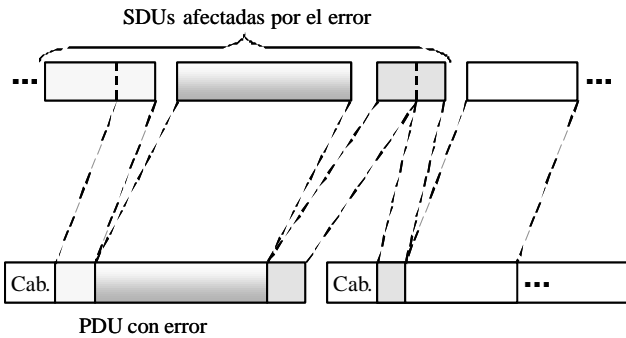 SDUs afectadas por el error
...
...
Cab.
Cab.
...
PDU con error